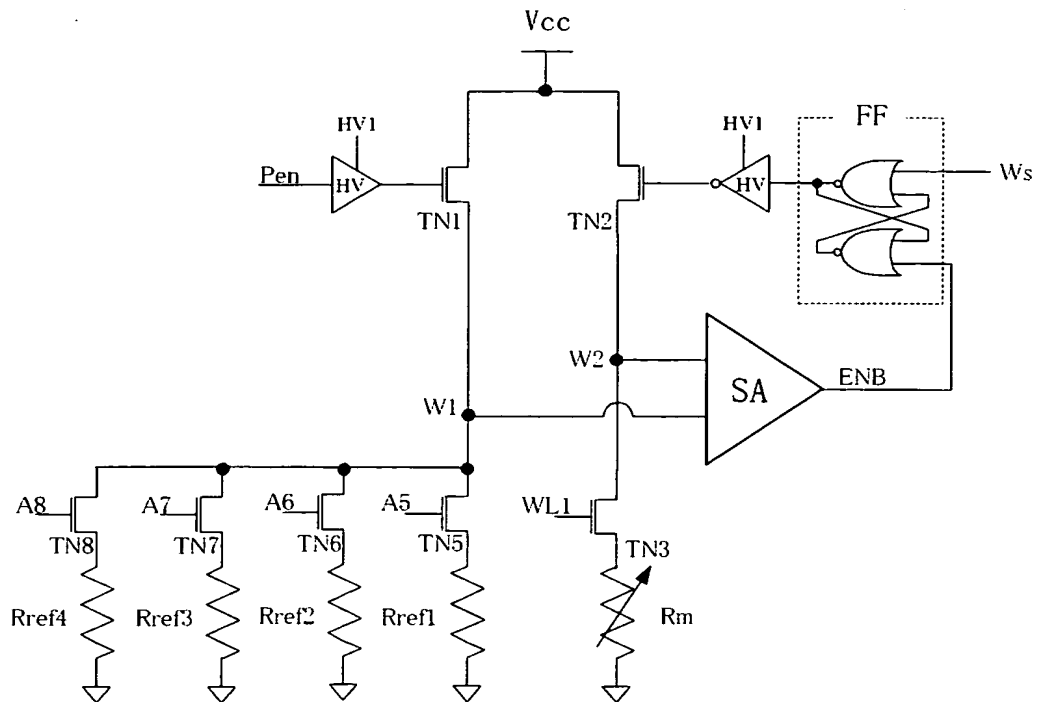 Vcc
HV1
HV1
FF
Pen
HV
HV
Ws
TN1
TN2
W2
SA
ENB
W1
A8
A7
A6
A5
WL1
TN8
TN7
TN6
TN5
TN3
Rref4
Rref3
Rref2
Rref1
Rm